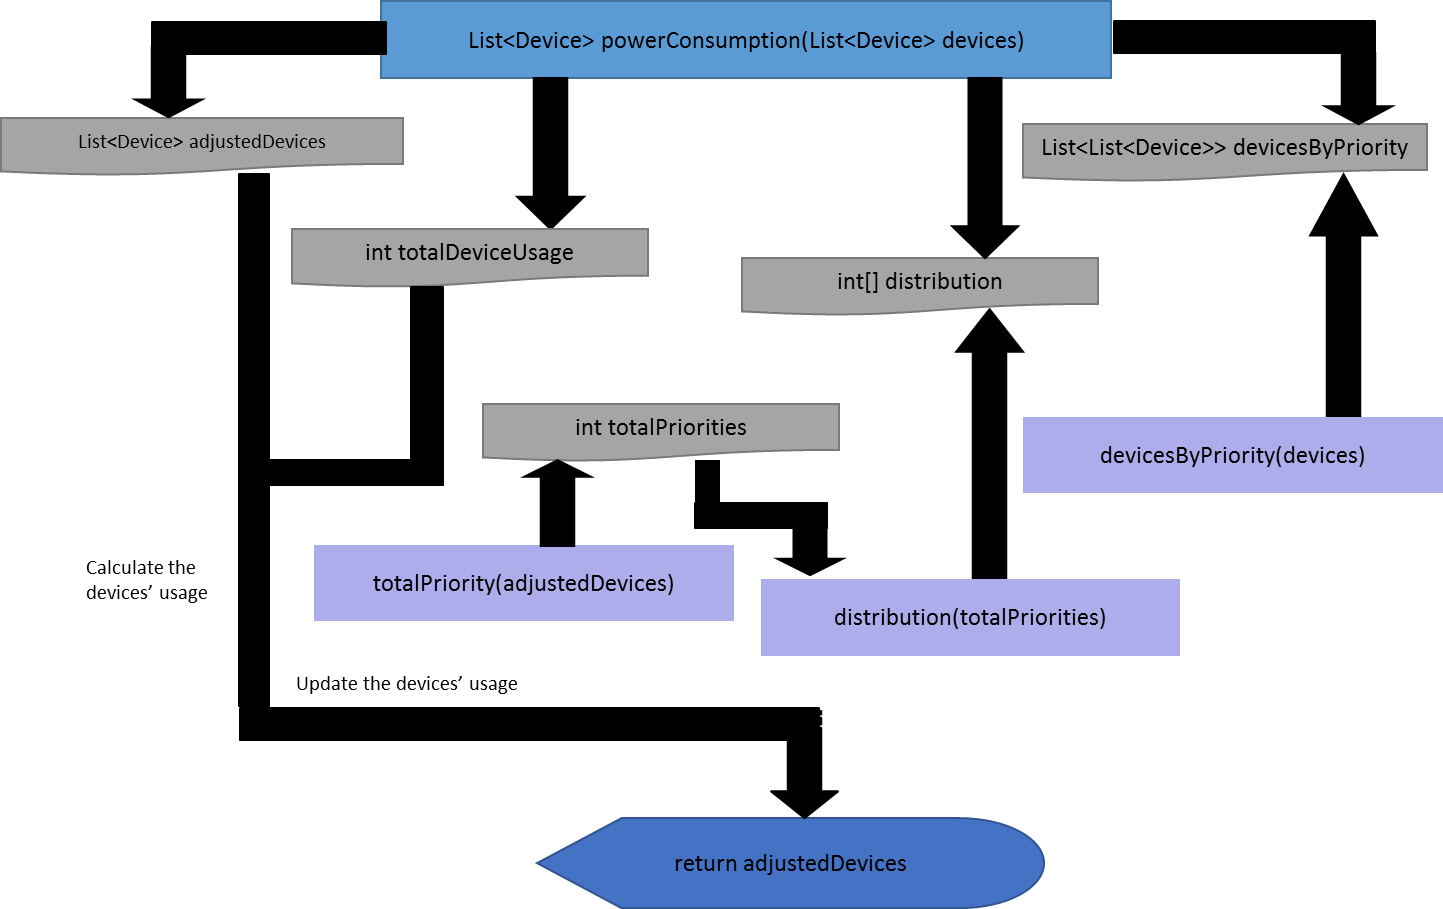 List<Device> powerConsumption(List<Device> devices)
List<Device> adjustedDevices
List<List<Device>> devicesByPriority
int totalDeviceUsage
int[] distribution
int totalPriorities
devicesByPriority(devices)
totalPriority(adjustedDevices)
distribution(totalPriorities)
Calculate the
devices’ usage
Update the devices’ usage
return adjustedDevices